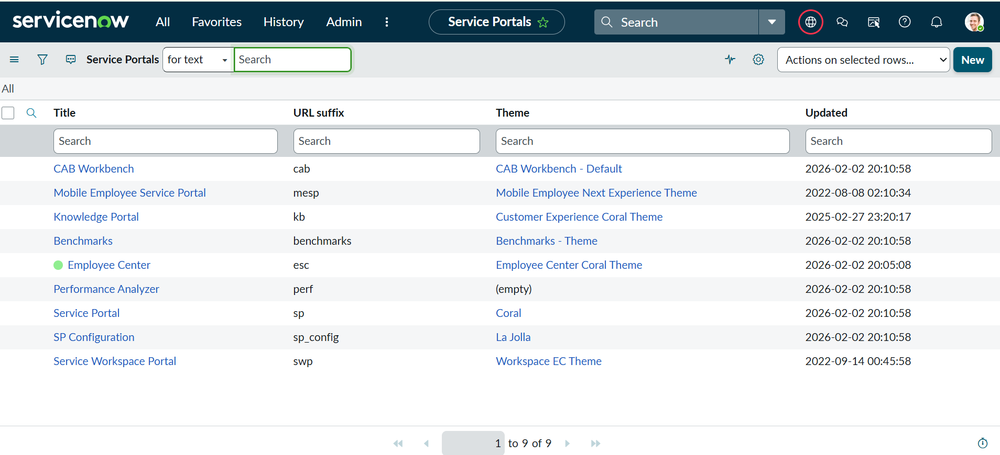 servicenow All Favorites History Admin Service Portals Search
Service Portals for text Search Actions on selected rows... New
All
Title URL suffix Theme Updated
Search Search Search Search
CAB Workbench cab CAB Workbench - Default 2026-02-02 20:10:58
Mobile Employee Service Portal mesp Mobile Employee Next Experience Theme 2022-08-08 02:10:34
Knowledge Portal kb Customer Experience Coral Theme 2025-02-27 23:20:17
Benchmarks benchmarks Benchmarks - Theme 2026-02-02 20:10:58
Employee Center esc Employee Center Coral Theme 2026-02-02 20:05:08
Performance Analyzer perf (empty) 2026-02-02 20:10:58
Service Portal sp Coral 2026-02-02 20:10:58
SP Configuration sp_config La Jolla 2026-02-02 20:10:58
Service Workspace Portal swp Workspace EC Theme 2022-09-14 00:45:58
1 to 9 of 9